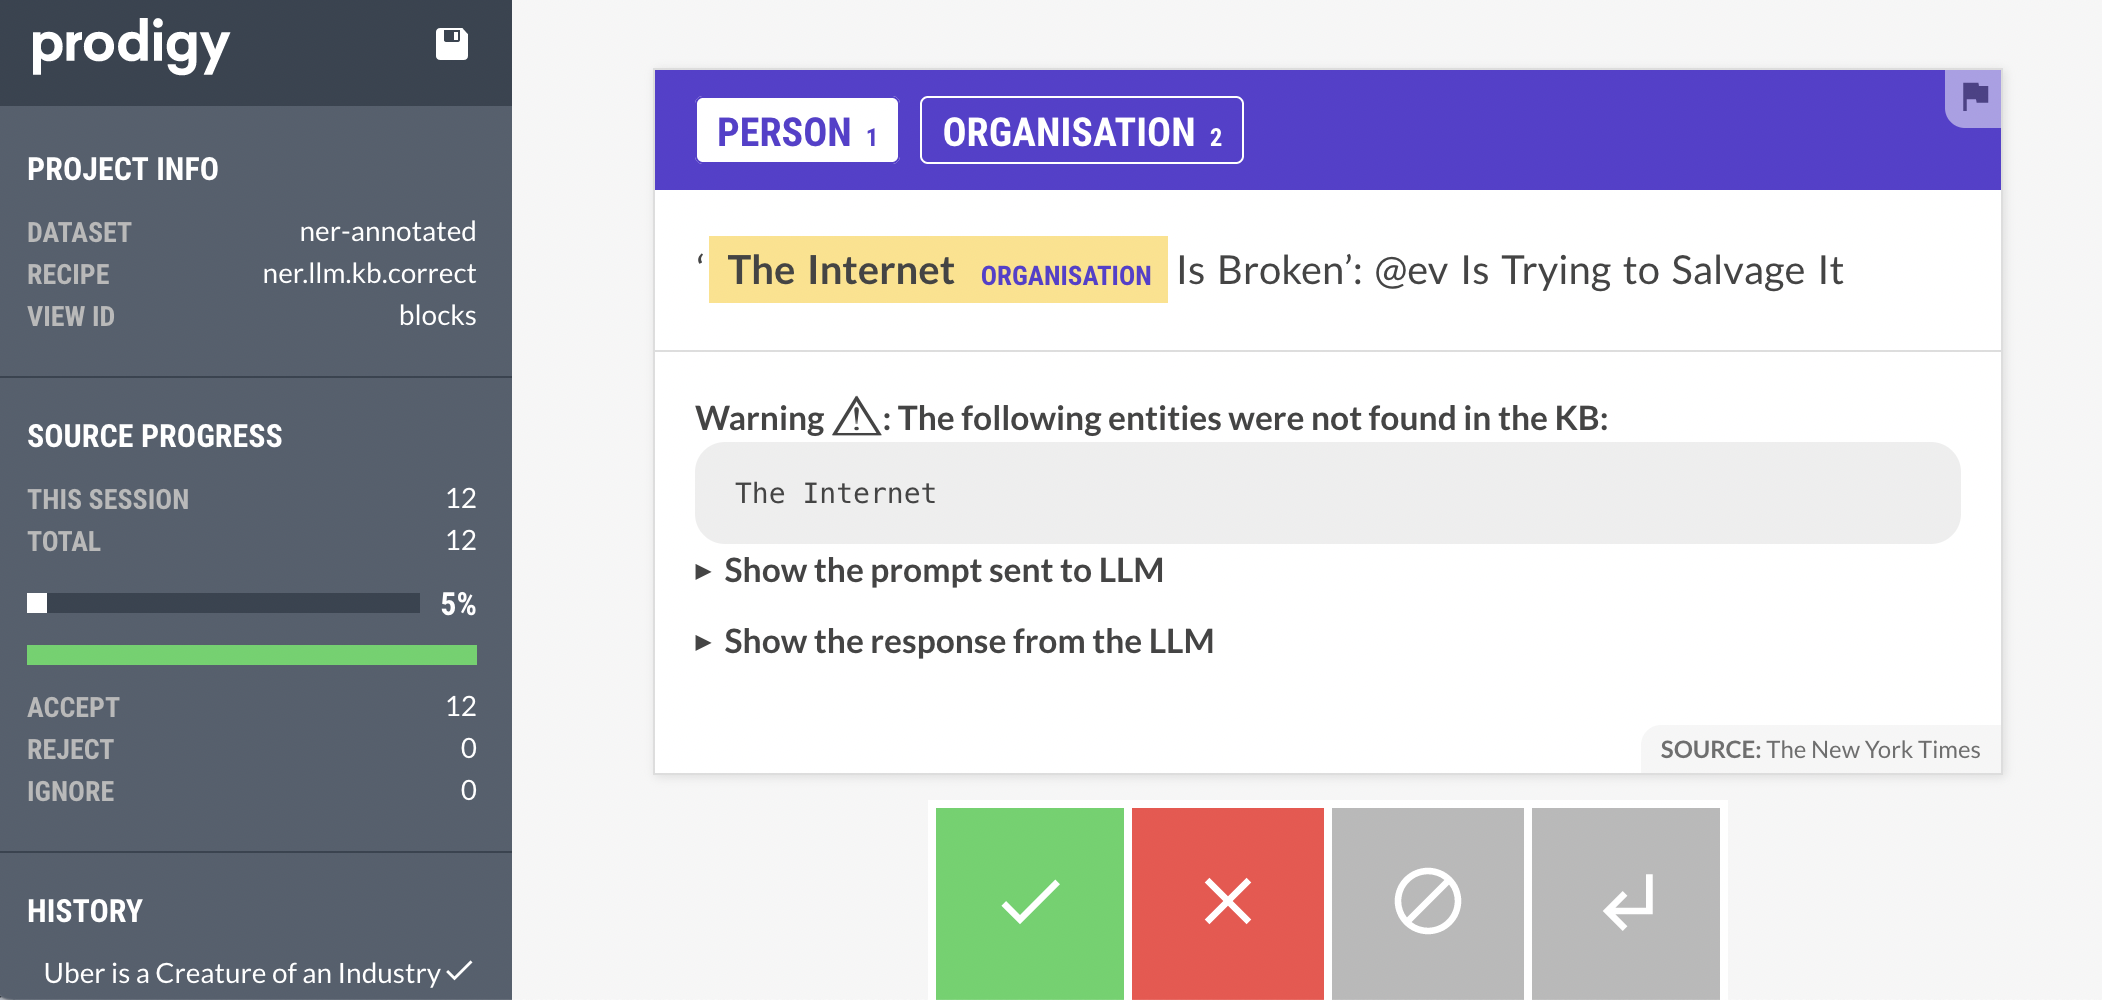 prodigy
PROJECT INFO
DATASET ner-annotated
RECIPE ner.llm.kb.correct
VIEW ID blocks
SOURCE PROGRESS
THIS SESSION 12
TOTAL 12
5%
ACCEPT 12
REJECT 0
IGNORE 0
HISTORY
Uber is a Creature of an Industry
PERSON 1 ORGANISATION 2
‘ The Internet ORGANISATION Is Broken’: @ev Is Trying to Salvage It
Warning ⚠: The following entities were not found in the KB:
The Internet
▸ Show the prompt sent to LLM
▸ Show the response from the LLM
SOURCE: The New York Times